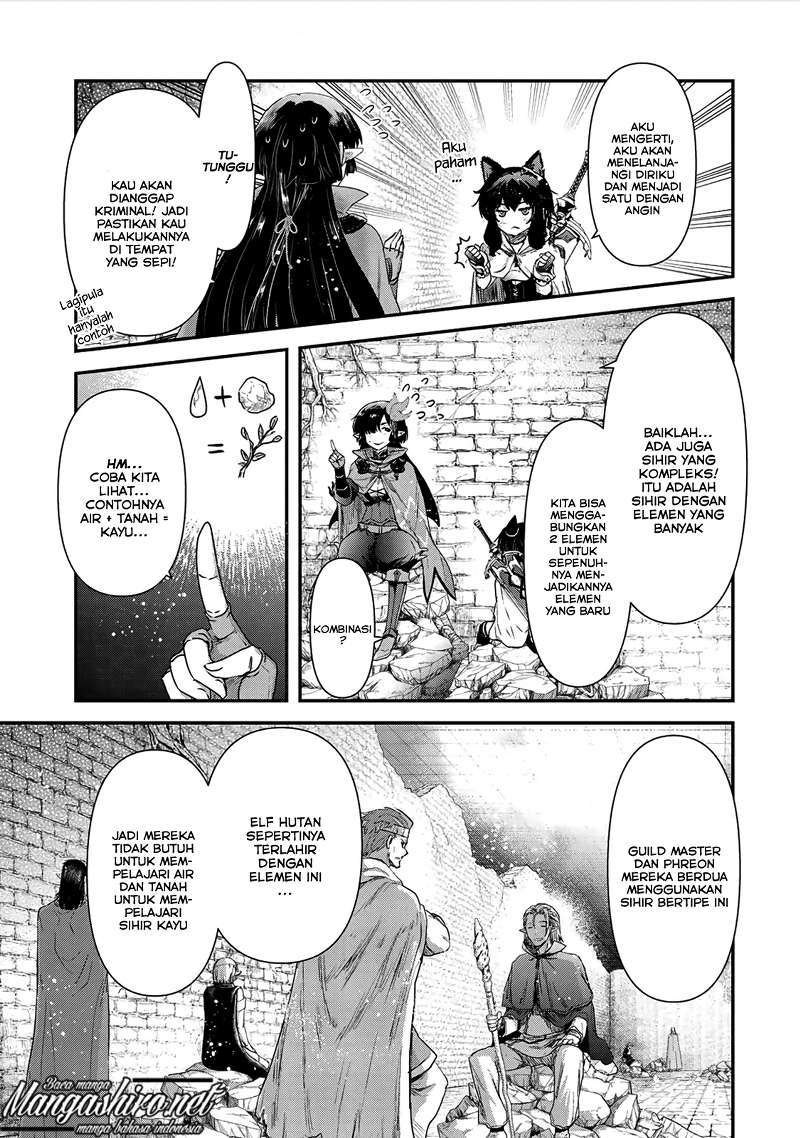 AKU
MENGERTI,
AKU AKAN
MENELANJA-
NGI DIRIKU
DAN MENJADI
SATU DENGAN
ANGIN
Aku
paham
...
TU-
TUNGGU
!
KAU AKAN
DIANGGAP
KRIMINAL! JADI
PASTIKAN KAU
MELAKUKANNYA
DI TEMPAT
YANG SEPI!
Lagipula
itu
hanyalah
contoh
BAIKLAH...
ADA JUGA
SIHIR YANG
KOMPLEKS!
ITU ADALAH
SIHIR DENGAN
ELEMEN YANG
BANYAK
KITA BISA
MENGGA-
BUNGKAN
2 ELEMEN
UNTUK
SEPENUH-
NYA MEN-
JADIKANNYA
ELEMEN
YANG BARU
KOMBINASI
?
+
=
HM...
COBA KITA
LIHAT...
CONTOHNYA
AIR + TANAH =
KAYU...
GUILD MASTER
DAN PHREON
MEREKA BERDUA
MENGGUNAKAN
SIHIR BERTIPE INI
ELF HUTAN
SEPERTINYA
TERLAHIR
DENGAN
ELEMEN INI
...
JADI MEREKA
TIDAK BUTUH
UNTUK MEM-
PELAJARI AIR
DAN TANAH
UNTUK MEM-
PELAJARI
SIHIR KAYU
Baca manga
Mangashiro.net
manga bahasa indonesia